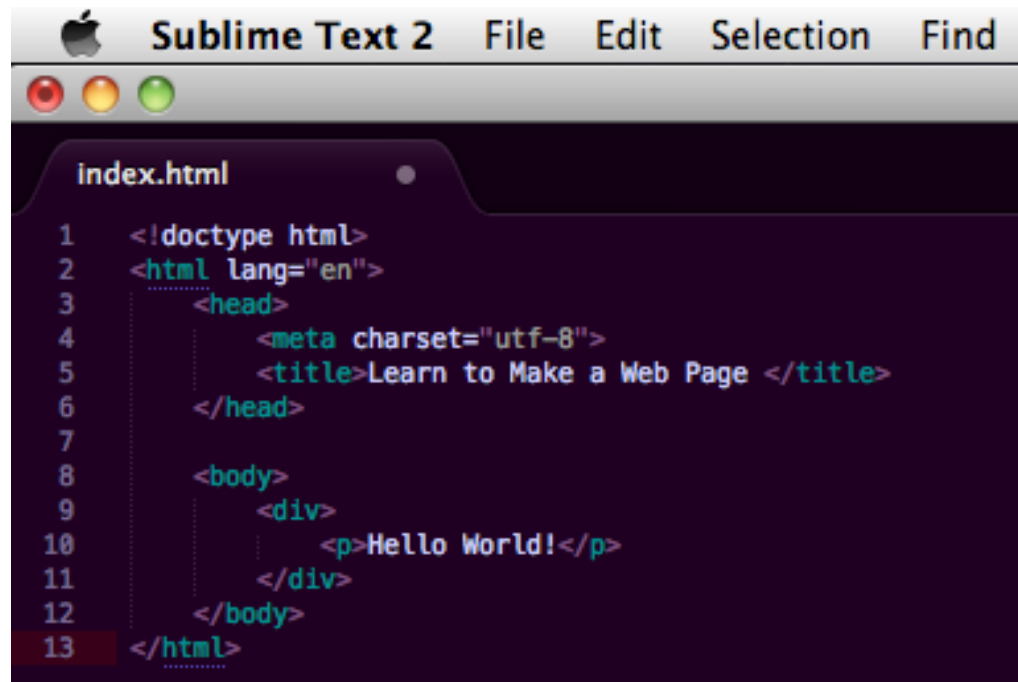 Sublime Text 2 File Edit Selection Find
index.html
1 <!doctype html>
2 <html lang="en">
3     <head>
4         <meta charset="utf-8">
5         <title>Learn to Make a Web Page </title>
6     </head>
7
8     <body>
9         <div>
10             <p>Hello World!</p>
11         </div>
12     </body>
13 </html>